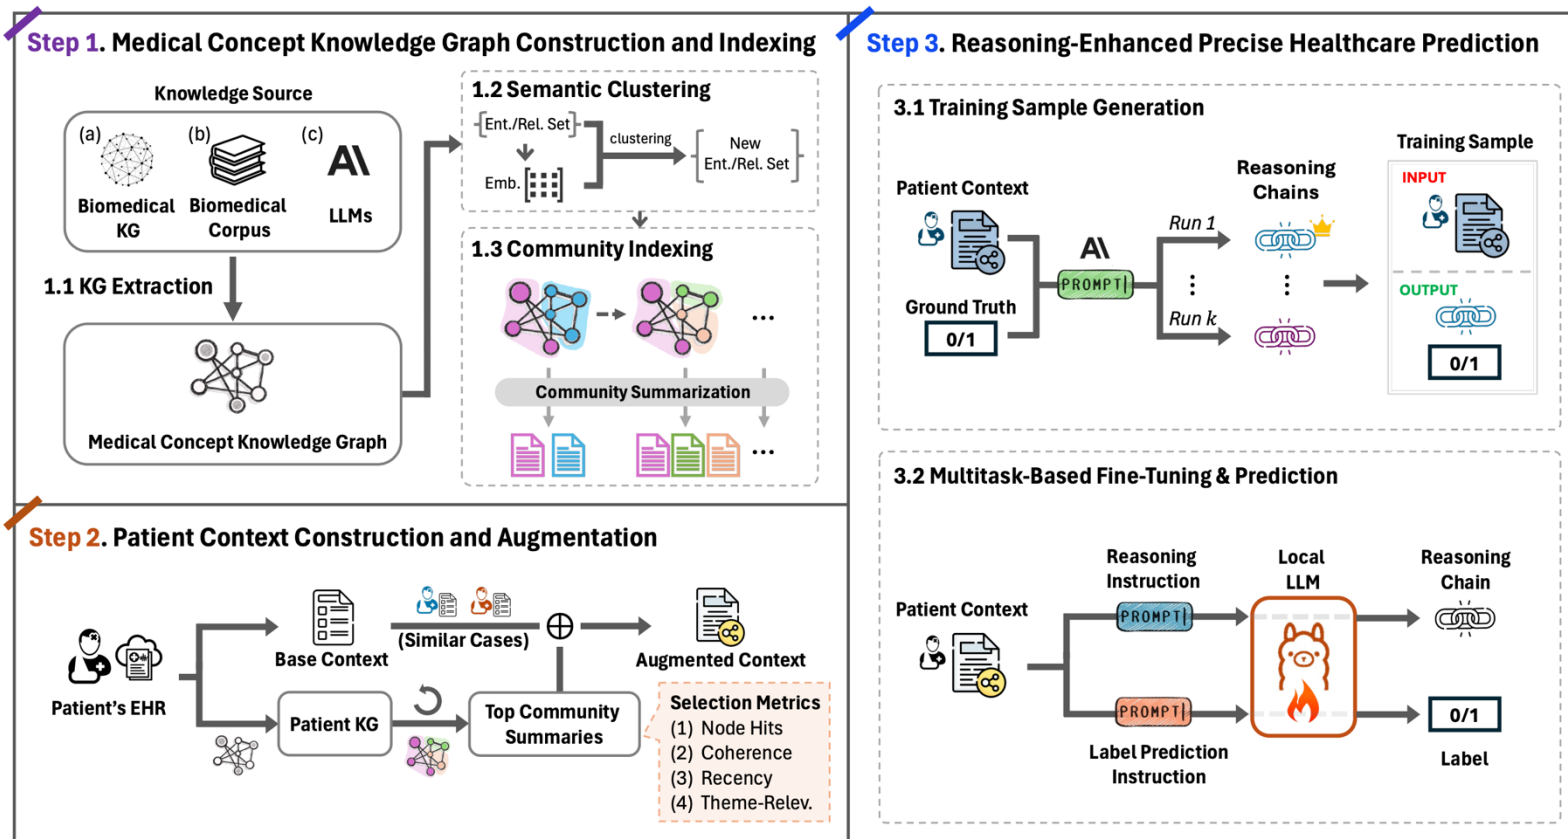 Step 1. Medical Concept Knowledge Graph Construction and Indexing
Knowledge Source
(a)
(b)
(c)
A\
Biomedical
KG
Biomedical
Corpus
LLMs
1.1 KG Extraction
Medical Concept Knowledge Graph
1.2 Semantic Clustering
{Ent./Rel. Set}
Emb.
clustering
New
Ent./Rel. Set
1.3 Community Indexing
...
Community Summarization
...
Step 2. Patient Context Construction and Augmentation
Patient's EHR
Base Context
(Similar Cases)
Augmented Context
Patient KG
Top Community
Summaries
Selection Metrics
(1) Node Hits
(2) Coherence
(3) Recency
(4) Theme-Relev.
Step 3. Reasoning-Enhanced Precise Healthcare Prediction
3.1 Training Sample Generation
Patient Context
Ground Truth
0/1
A\
PROMPT|
Run 1
Run k
Reasoning
Chains
Training Sample
INPUT
OUTPUT
0/1
3.2 Multitask-Based Fine-Tuning & Prediction
Patient Context
Reasoning
Instruction
PROMPT|
PROMPT|
Label Prediction
Instruction
Local
LLM
Reasoning
Chain
0/1
Label